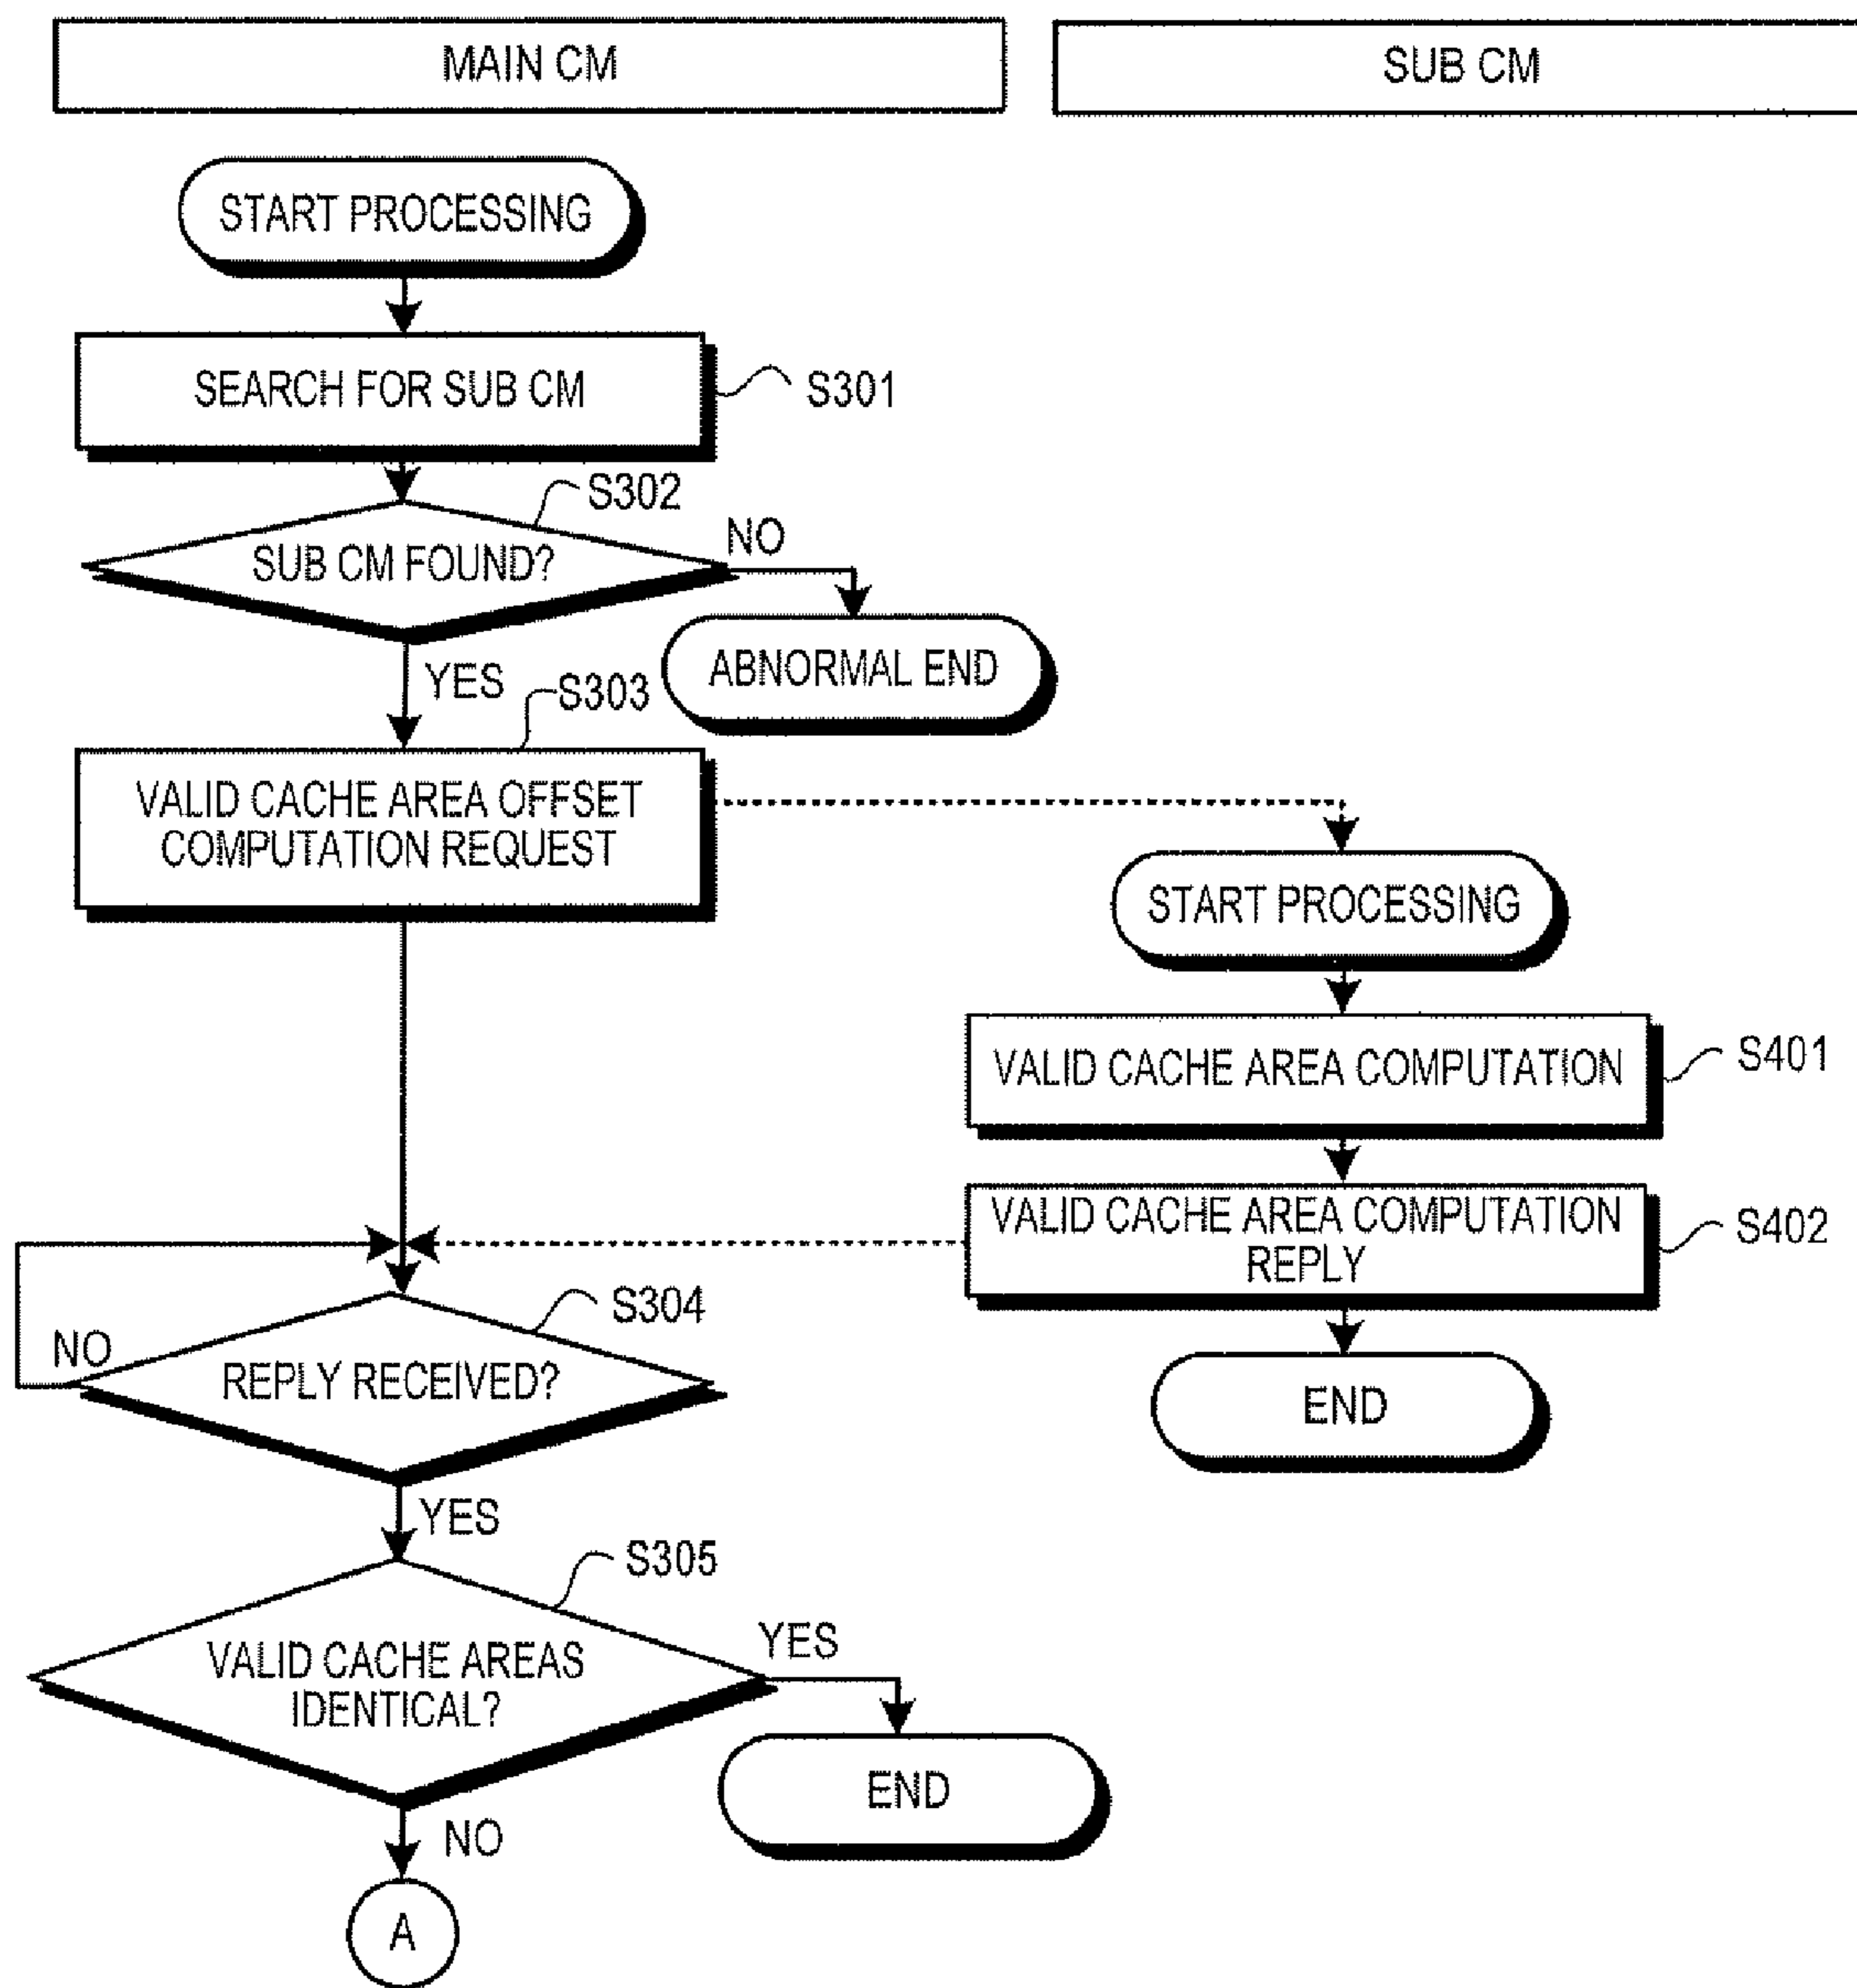 MAIN CM
SUB CM
START PROCESSING
SEARCH FOR SUB CM
S301
S302
SUB CM FOUND?
NO
ABNORMAL END
YES
S303
VALID CACHE AREA OFFSET
COMPUTATION REQUEST
START PROCESSING
VALID CACHE AREA COMPUTATION
S401
VALID CACHE AREA COMPUTATION
REPLY
S402
S304
NO
REPLY RECEIVED?
END
YES
S305
VALID CACHE AREAS
IDENTICAL?
YES
END
NO
A